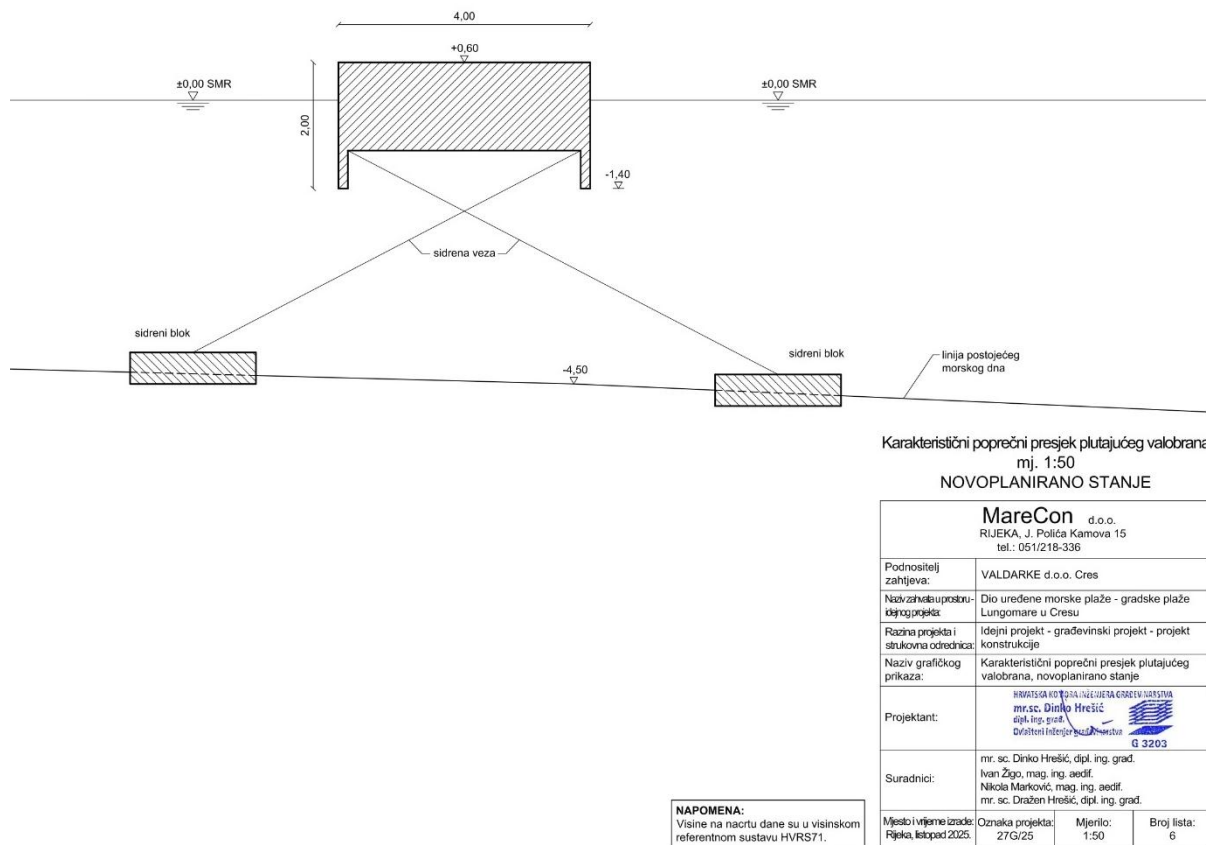 4,00
+0,60
±0,00 SMR
±0,00 SMR
2,00
-1,40
sidrena veza
sidreni blok
sidreni blok
-4,50
linija postojećeg
morskog dna
Karakteristični poprečni presjek plutajućeg valobrana
mj. 1:50
NOVOPLANIRANO STANJE
MareCon d.o.o.
RIJEKA, J. Polića Kamova 15
tel.: 051/218-336
Podnositelj
zahtjeva:
VALDARKE d.o.o. Cres
Naziv zahvata u prostoru -
idejnog projekta:
Dio uređene morske plaže - gradske plaže
Lungomare u Cresu
Razina projekta i
strukovna odrednica:
Idejni projekt - građevinski projekt - projekt
konstrukcije
Naziv grafičkog
prikaza:
Karakteristični poprečni presjek plutajućeg
valobrana, novoplanirano stanje
Projektant:
HRVATSKA KOMORA INŽENJERA GRAĐEVINARSTVA
mr.sc. Dinko Hrešić
dipl. ing. građ.
Ovlašteni inženjer građevinarstva
G 3203
Suradnici:
mr. sc. Dinko Hrešić, dipl. ing. građ.
Ivan Žigo, mag. ing. aedif.
Nikola Marković, mag. ing. aedif.
mr. sc. Dražen Hrešić, dipl. ing. građ.
Mjesto i vrijeme izrade:
Rijeka, listopad 2025.
Oznaka projekta:
27G/25
Mjerilo:
1:50
Broj lista:
6
NAPOMENA:
Visine na nacrtu dane su u visinskom
referentnom sustavu HVRS71.